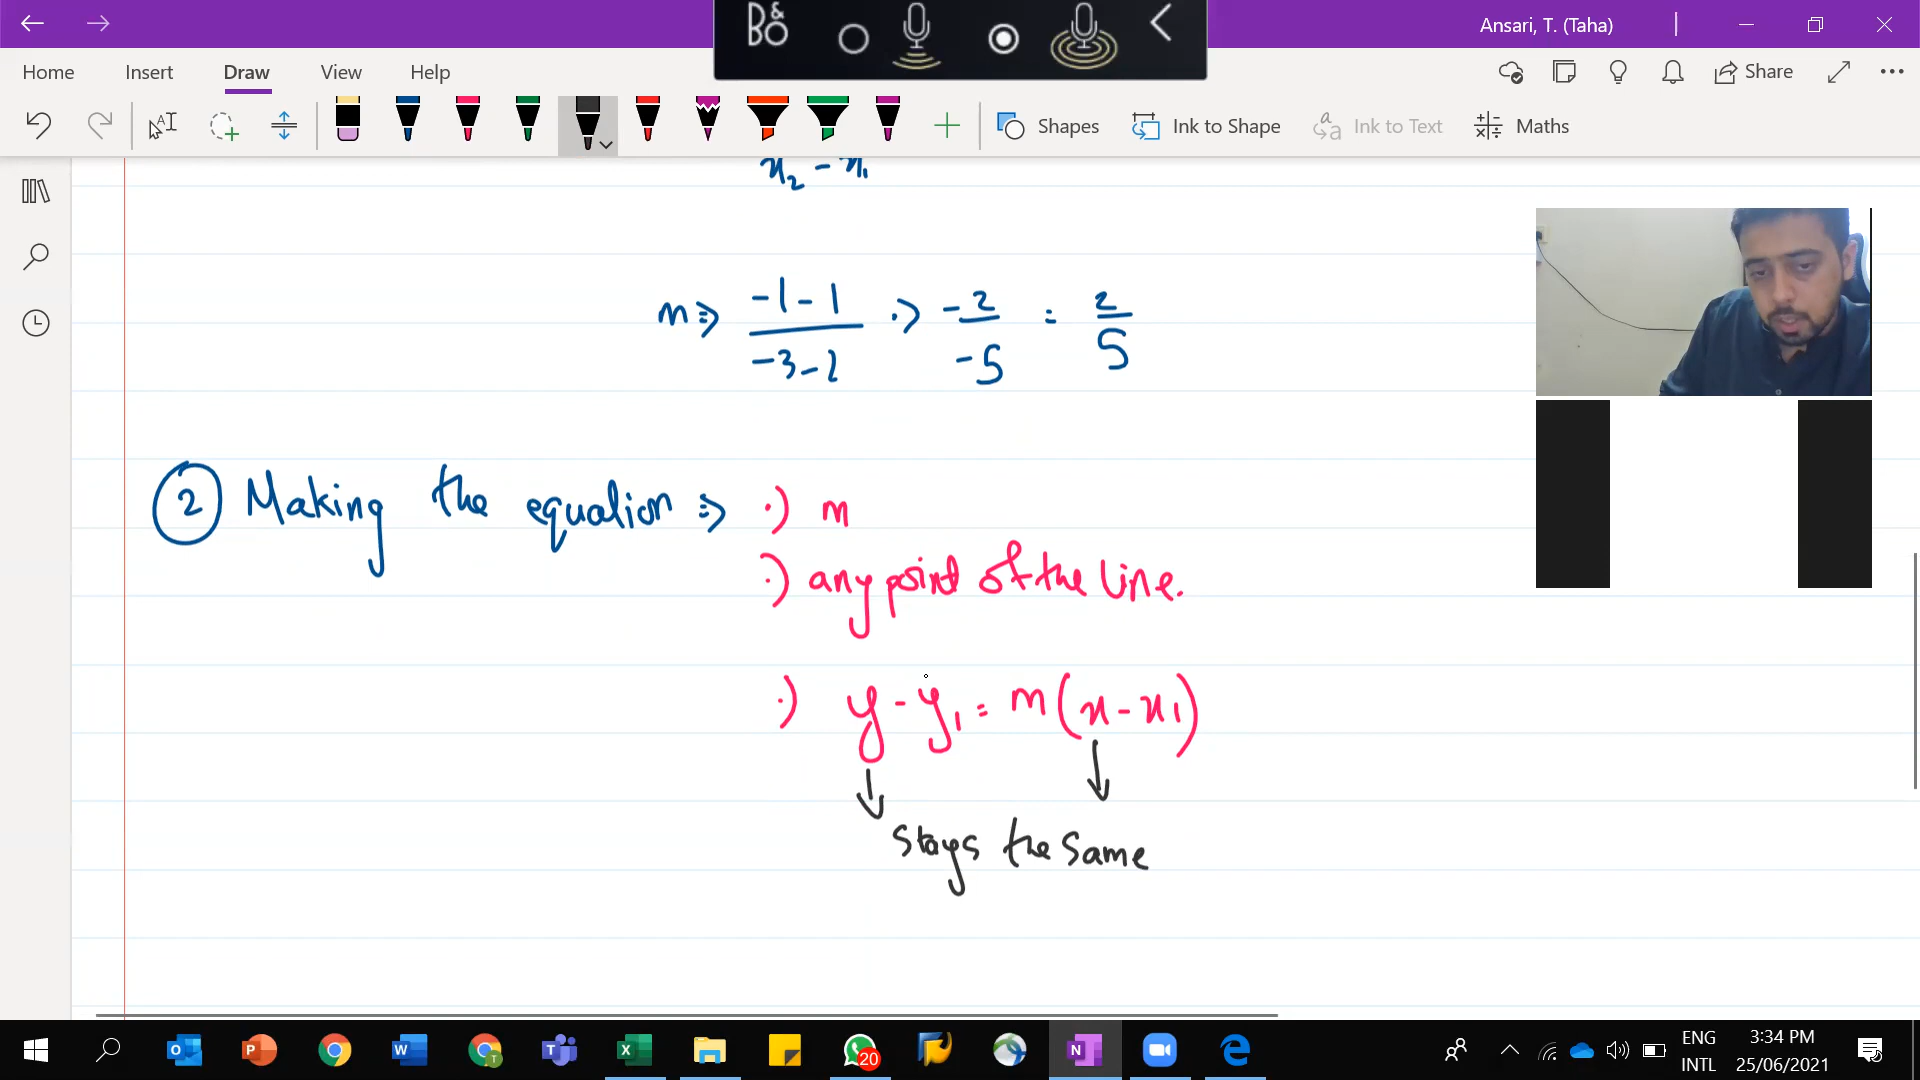 Ansari, T. (Taha)
B&O
Home Insert Draw View Help
Share
Shapes Ink to Shape Ink to Text Maths
x₂ - x₁
m ⇒ -1-1 / -3-2 ·> -2 / -5 = 2 / 5
② Making the equation ⇒ ·) m
·) any point of the line.
·) y - y₁ = m(x - x₁)
stays the same
20
ENG
INTL
3:34 PM
25/06/2021